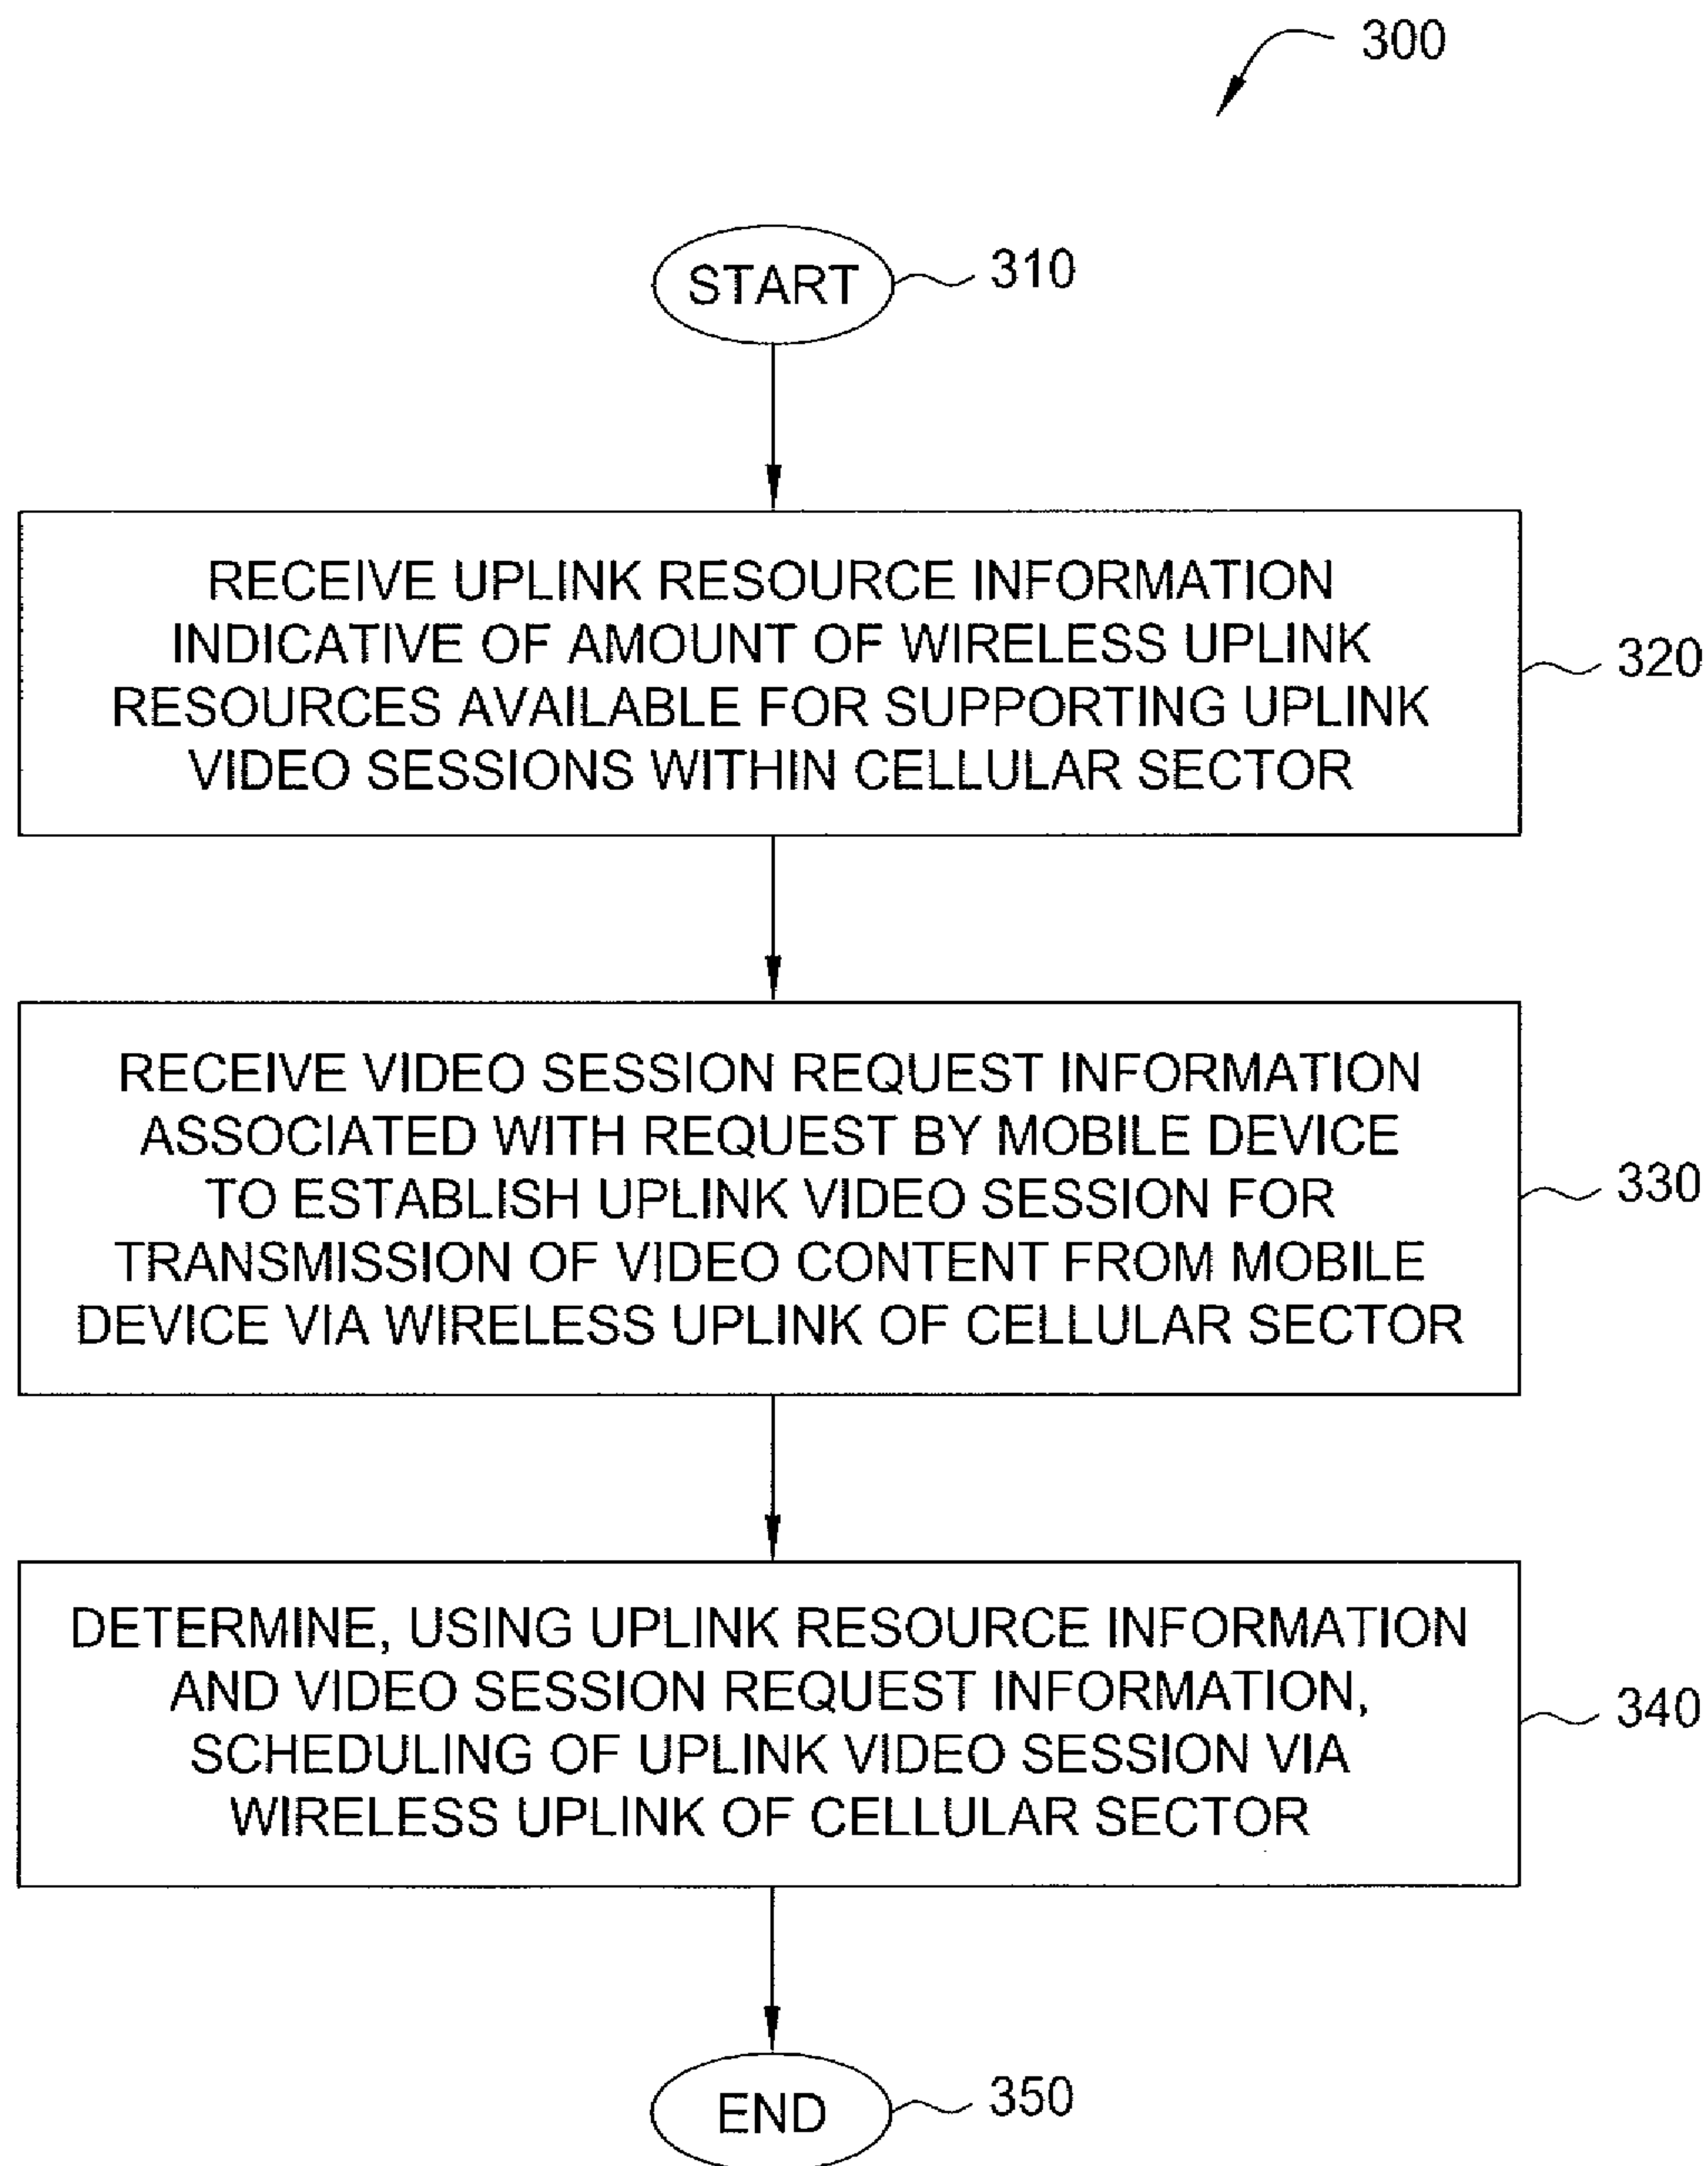 300
START
310
RECEIVE UPLINK RESOURCE INFORMATION
INDICATIVE OF AMOUNT OF WIRELESS UPLINK
RESOURCES AVAILABLE FOR SUPPORTING UPLINK
VIDEO SESSIONS WITHIN CELLULAR SECTOR
320
RECEIVE VIDEO SESSION REQUEST INFORMATION
ASSOCIATED WITH REQUEST BY MOBILE DEVICE
TO ESTABLISH UPLINK VIDEO SESSION FOR
TRANSMISSION OF VIDEO CONTENT FROM MOBILE
DEVICE VIA WIRELESS UPLINK OF CELLULAR SECTOR
330
DETERMINE, USING UPLINK RESOURCE INFORMATION
AND VIDEO SESSION REQUEST INFORMATION,
SCHEDULING OF UPLINK VIDEO SESSION VIA
WIRELESS UPLINK OF CELLULAR SECTOR
340
END
350